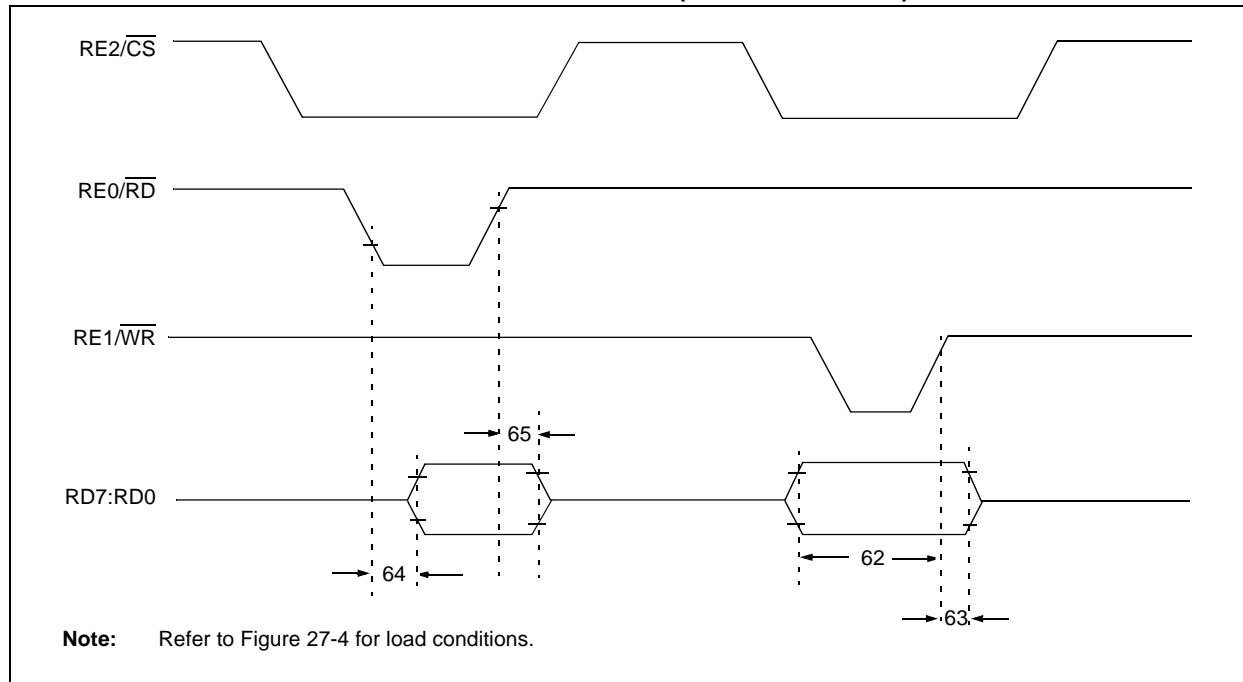 RE2/CS
RE0/RD
RE1/WR
65
RD7:RD0
64
62
63
Note: Refer to Figure 27-4 for load conditions.